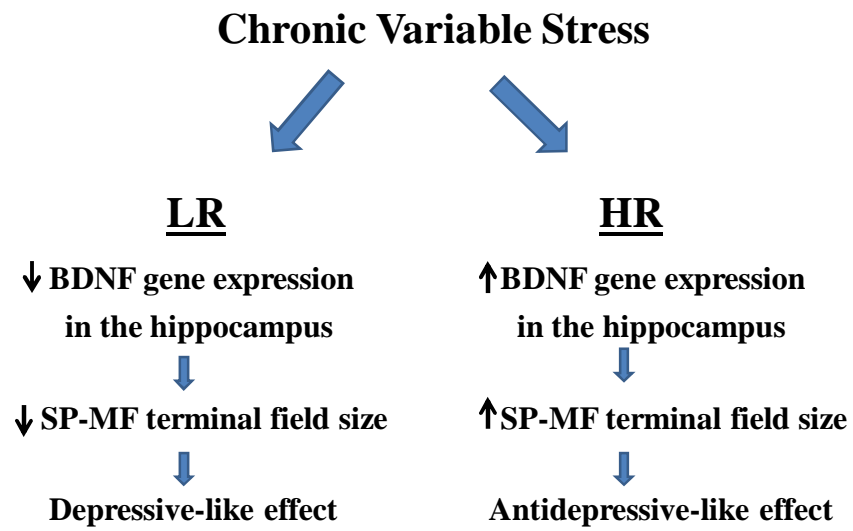 Chronic Variable Stress
LR
↓ BDNF gene expression
in the hippocampus
↓ SP-MF terminal field size
Depressive-like effect
HR
↑ BDNF gene expression
in the hippocampus
↑ SP-MF terminal field size
Antidepressive-like effect